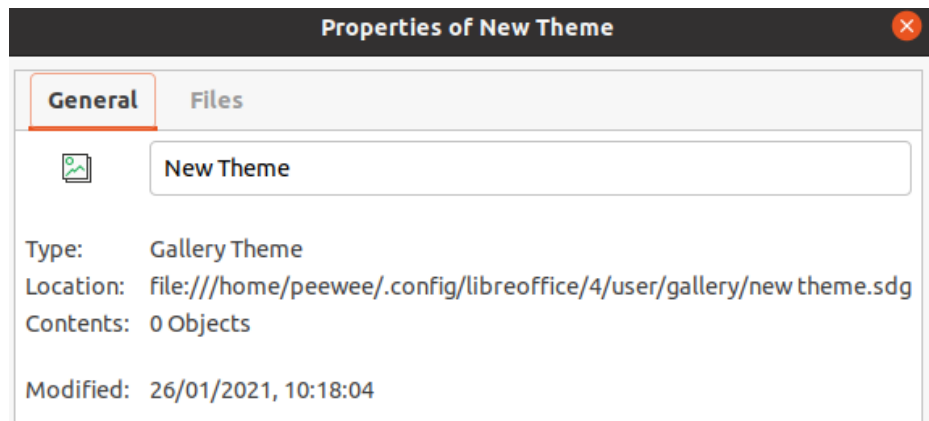 Properties of New Theme
General Files
New Theme
Type: Gallery Theme
Location: file:///home/peewee/.config/libreoffice/4/user/gallery/new theme.sdg
Contents: 0 Objects
Modified: 26/01/2021, 10:18:04